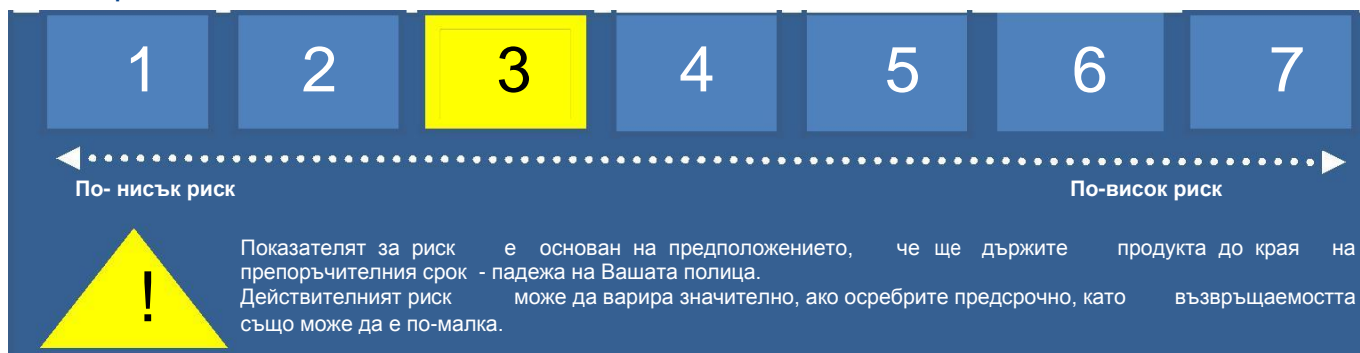 1 2 3 4 5 6 7
По- нисък риск По-висок риск
! Показателят за риск е основан на предположението, че ще държите продукта до края на
препоръчителния срок - падежа на Вашата полица.
Действителният риск може да варира значително, ако осребрите предсрочно, като възвръщаемостта
също може да е по-малка.